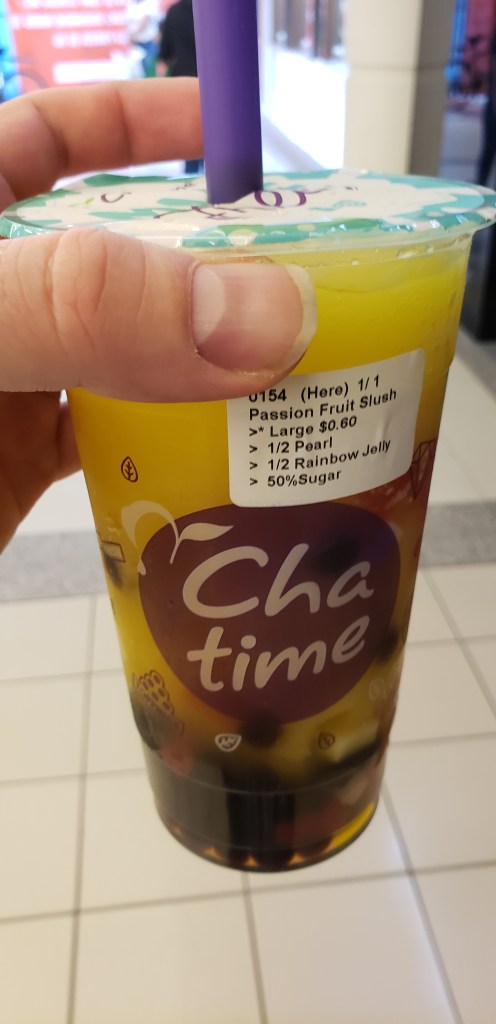 0154 (Here) 1/1
Passion Fruit Slush
>* Large $0.60
> 1/2 Pearl
> 1/2 Rainbow Jelly
> 50%Sugar
Cha
time